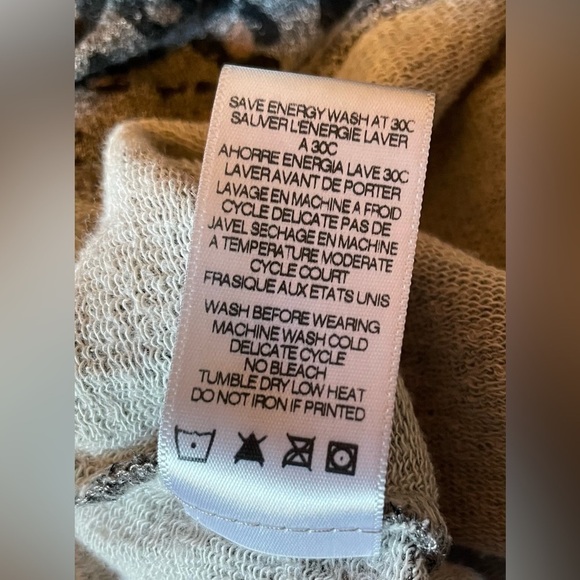 SAVE ENERGY WASH AT 30C
SAUVER L'ENERGIE LAVER
A 30C
AHORRE ENERGIA LAVE 30C
LAVER AVANT DE PORTER
LAVAGE EN MACHINE A FROID
CYCLE DELICATE PAS DE
JAVEL SECHAGE EN MACHINE
A TEMPERATURE MODERATE
CYCLE COURT
FRASIQUE AUX ETATS UNIS
WASH BEFORE WEARING
MACHINE WASH COLD
DELICATE CYCLE
NO BLEACH
TUMBLE DRY LOW HEAT
DO NOT IRON IF PRINTED